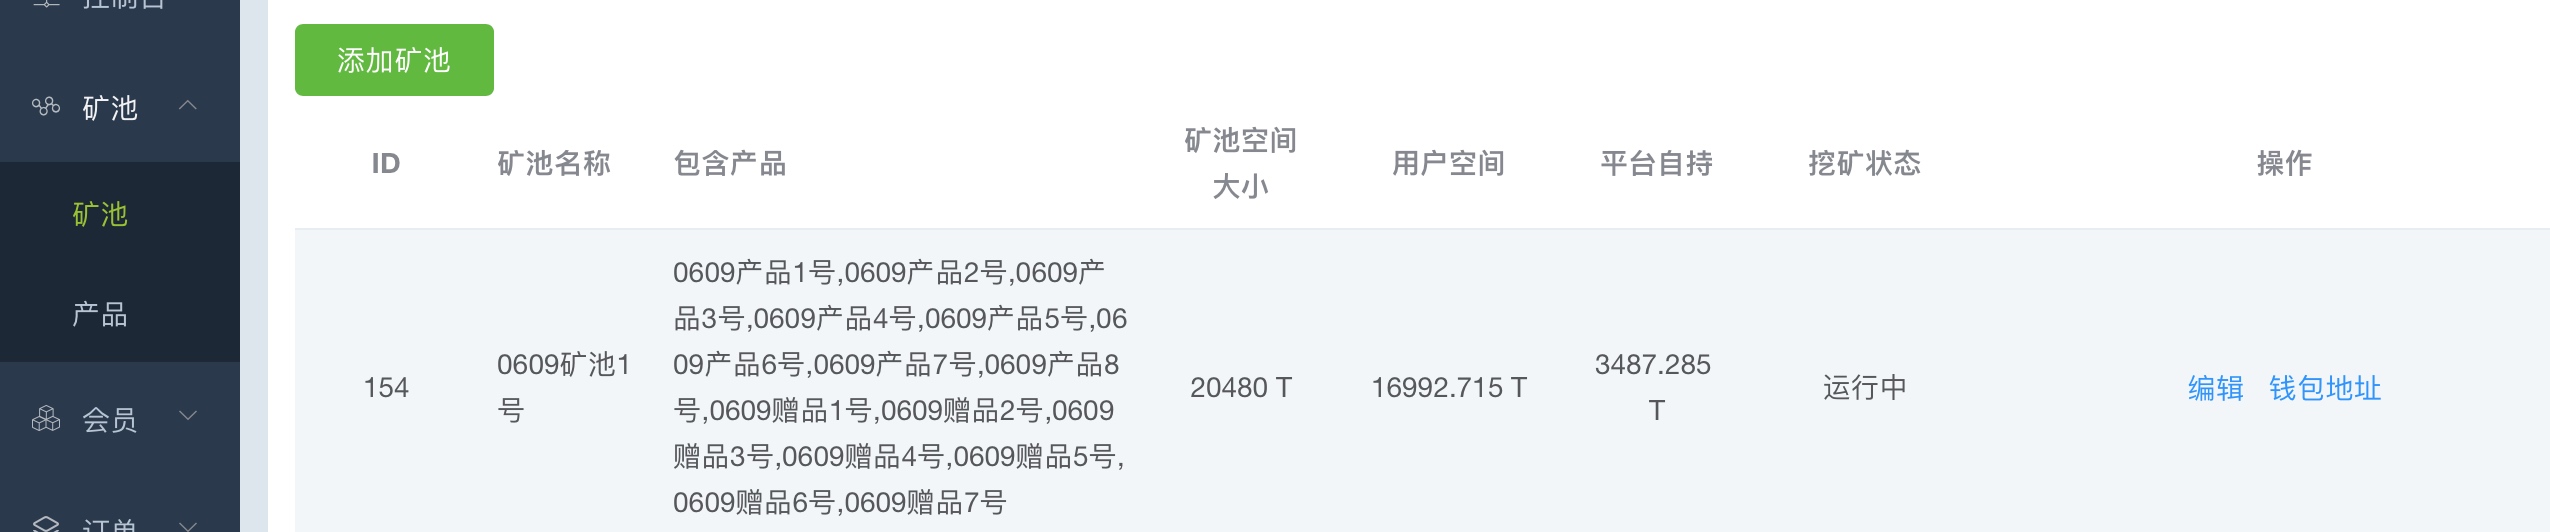 控制台
矿池
矿池
产品
会员
订单
添加矿池
ID
矿池名称
包含产品
矿池空间
大小
用户空间
平台自持
挖矿状态
操作
154
0609矿池1
号
0609产品1号,0609产品2号,0609产
品3号,0609产品4号,0609产品5号,06
09产品6号,0609产品7号,0609产品8
号,0609赠品1号,0609赠品2号,0609
赠品3号,0609赠品4号,0609赠品5号,
0609赠品6号,0609赠品7号
20480 T
16992.715 T
3487.285
T
运行中
编辑 钱包地址